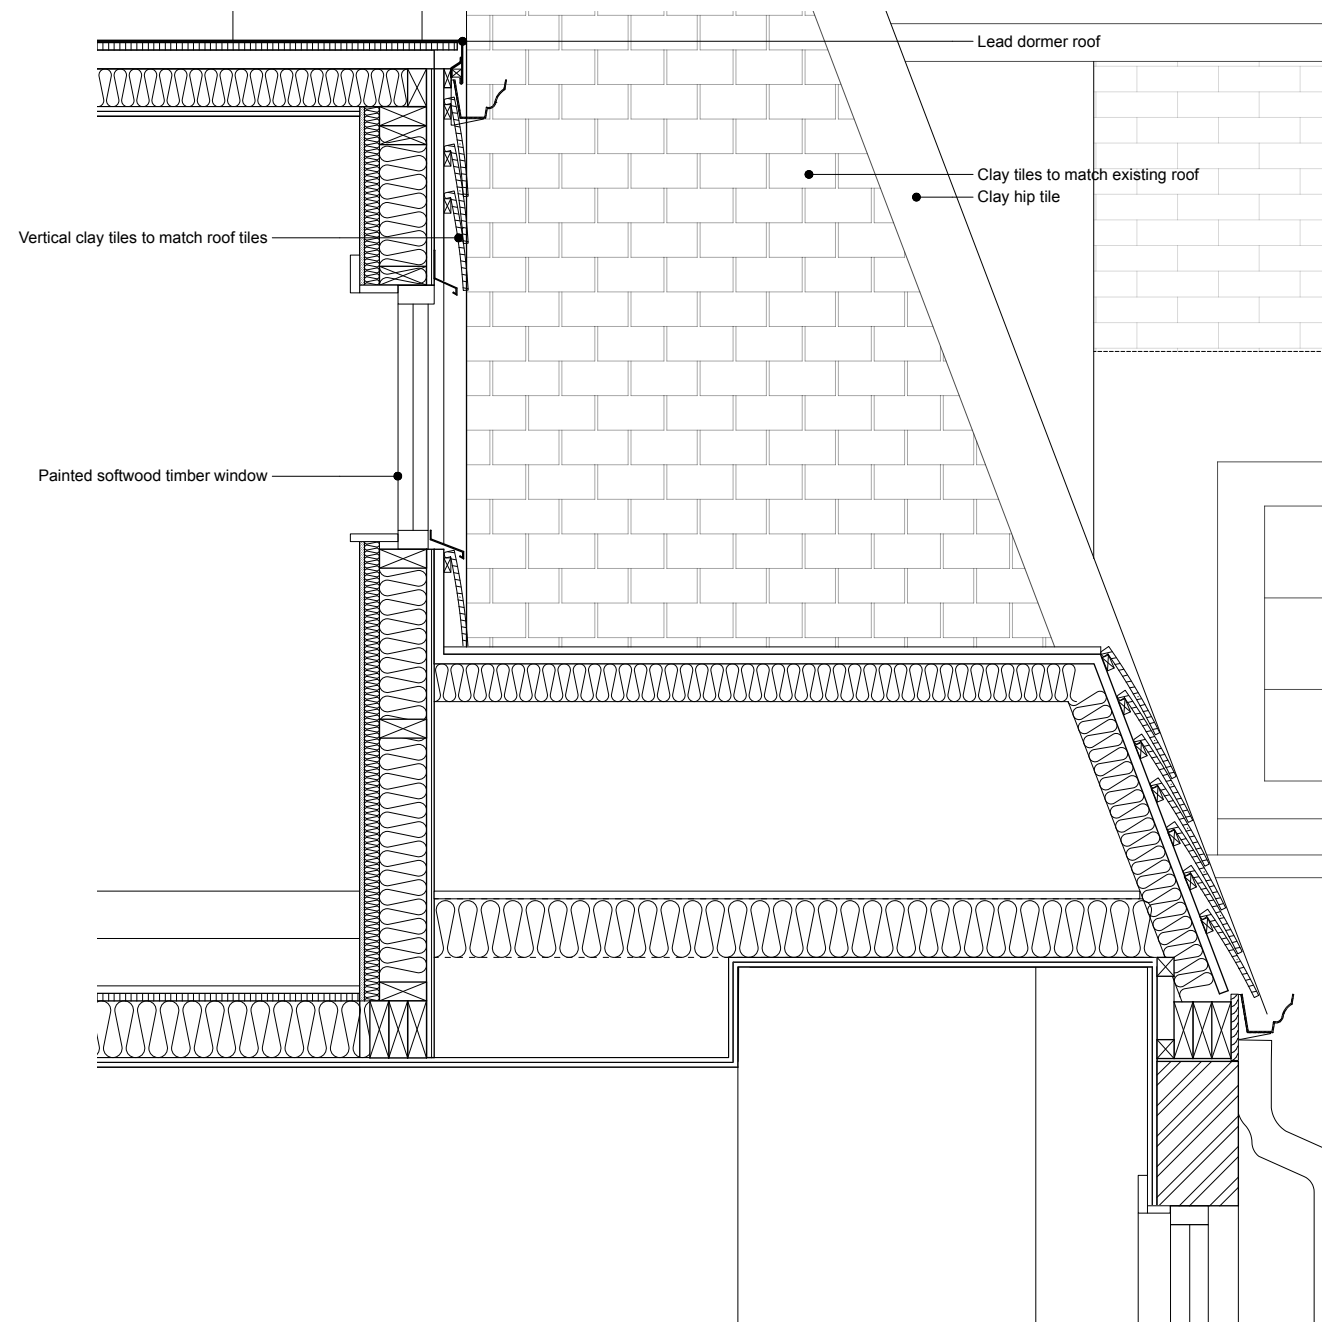 Lead dormer roof
Clay tiles to match existing roof
Clay hip tile
Vertical clay tiles to match roof tiles
Painted softwood timber window